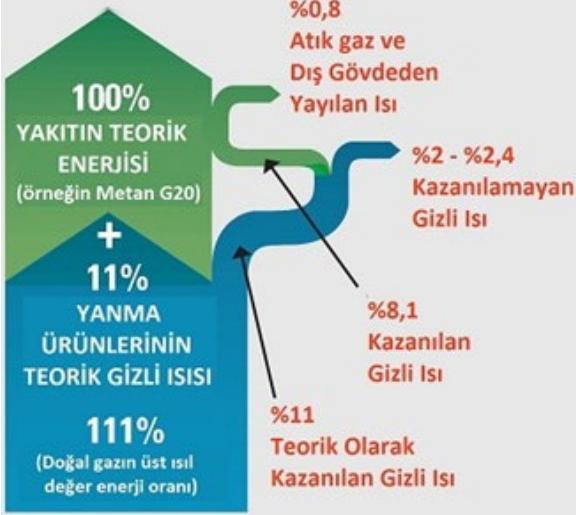 %0,8
Atık gaz ve
Dış Gövdeden
Yayılan Isı
100%
YAKITIN TEORİK
ENERJİSİ
(örneğin Metan G20)
%2 - %2,4
Kazanılamayan
Gizli Isı
+
11%
YANMA
ÜRÜNLERİNİN
TEORİK GİZLİ ISISI
%8,1
Kazanılan
Gizli Isı
111%
(Doğal gazın üst ısıl
değer enerji oranı)
%11
Teorik Olarak
Kazanılan Gizli Isı